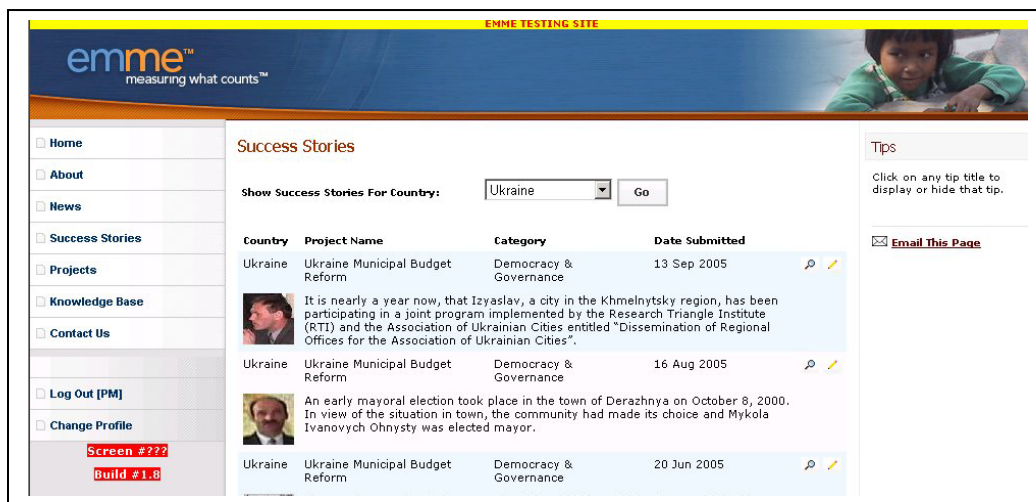 EMME TESTING SITE
emme™
measuring what counts™
Home
About
News
Success Stories
Projects
Knowledge Base
Contact Us
Log Out [PM]
Change Profile
Screen #???
Build #1.8
Success Stories
Show Success Stories For Country: Ukraine Go
Country Project Name Category Date Submitted
Ukraine Ukraine Municipal Budget Reform Democracy & Governance 13 Sep 2005
It is nearly a year now, that Izyaslav, a city in the Khmelnytsky region, has been
participating in a joint program implemented by the Research Triangle Institute
(RTI) and the Association of Ukrainian Cities entitled “Dissemination of Regional
Offices for the Association of Ukrainian Cities”.
Ukraine Ukraine Municipal Budget Reform Democracy & Governance 16 Aug 2005
An early mayoral election took place in the town of Derazhnya on October 8, 2000.
In view of the situation in town, the community had made its choice and Mykola
Ivanovych Ohnysty was elected mayor.
Ukraine Ukraine Municipal Budget Reform Democracy & Governance 20 Jun 2005
Tips
Click on any tip title to
display or hide that tip.
Email This Page